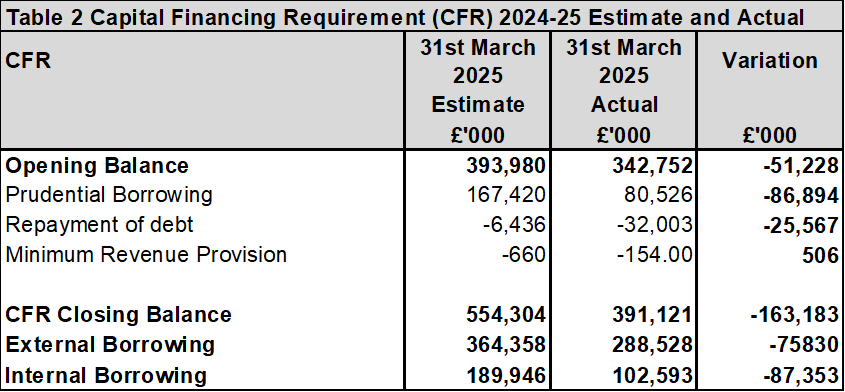 Table 2 Capital Financing Requirement (CFR) 2024-25 Estimate and Actual
CFR 31st March 2025 Estimate £'000 31st March 2025 Actual £'000 Variation £'000
Opening Balance 393,980 342,752 -51,228
Prudential Borrowing 167,420 80,526 -86,894
Repayment of debt -6,436 -32,003 -25,567
Minimum Revenue Provision -660 -154.00 506
CFR Closing Balance 554,304 391,121 -163,183
External Borrowing 364,358 288,528 -75830
Internal Borrowing 189,946 102,593 -87,353